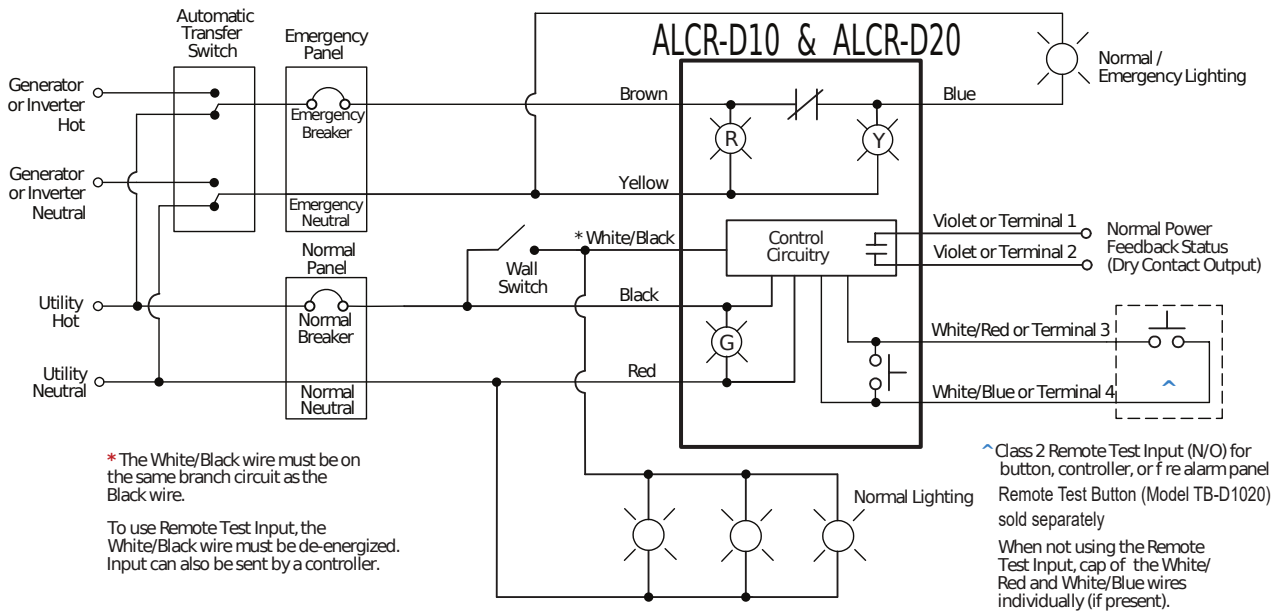 Automatic
Transfer
Switch
Emergency
Panel
ALCR-D10 & ALCR-D20
Normal /
Emergency Lighting
Generator
or Inverter
Hot
Brown
Blue
Emergency
Breaker
R
Y
Generator
or Inverter
Neutral
Yellow
Emergency
Neutral
Normal
Panel
* White/Black
Wall
Switch
Control
Circuitry
Violet or Terminal 1
Violet or Terminal 2
Normal Power
Feedback Status
(Dry Contact Output)
Utility
Hot
Black
Normal
Breaker
G
White/Red or Terminal 3
Utility
Neutral
Red
Normal
Neutral
White/Blue or Terminal 4
^
* The White/Black wire must be on
the same branch circuit as the
Black wire.
To use Remote Test Input, the
White/Black wire must be de-energized.
Input can also be sent by a controller.
Normal Lighting
^ Class 2 Remote Test Input (N/O) for
button, controller, or f re alarm panel
Remote Test Button (Model TB-D1020)
sold separately
When not using the Remote
Test Input, cap of  the White/
Red and White/Blue wires
individually (if present).